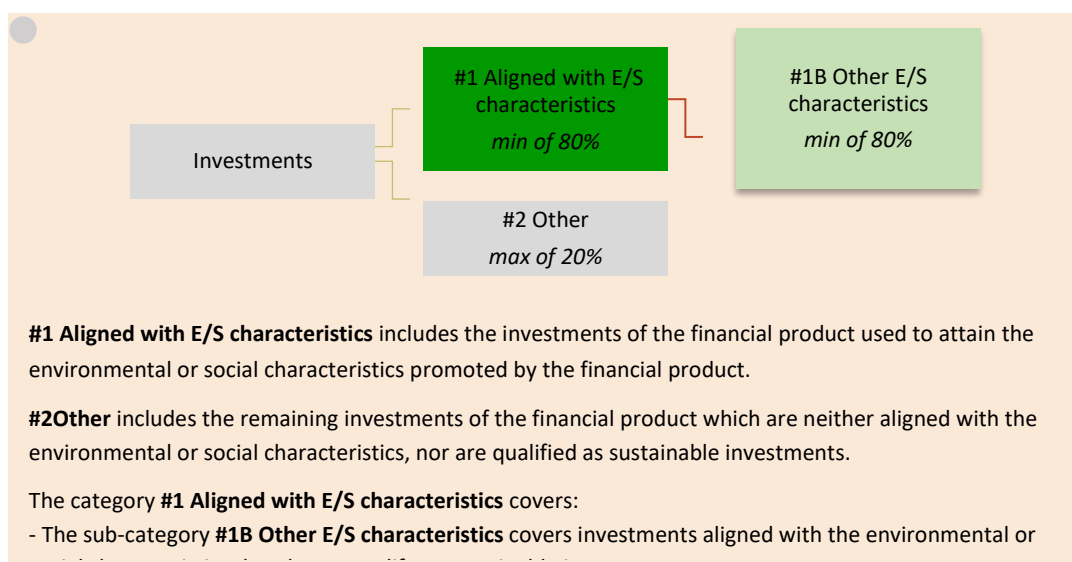 #1 Aligned with E/S
characteristics
min of 80%
#1B Other E/S
characteristics
min of 80%
Investments
#2 Other
max of 20%
#1 Aligned with E/S characteristics includes the investments of the financial product used to attain the
environmental or social characteristics promoted by the financial product.
#2Other includes the remaining investments of the financial product which are neither aligned with the
environmental or social characteristics, nor are qualified as sustainable investments.
The category #1 Aligned with E/S characteristics covers:
- The sub-category #1B Other E/S characteristics covers investments aligned with the environmental or